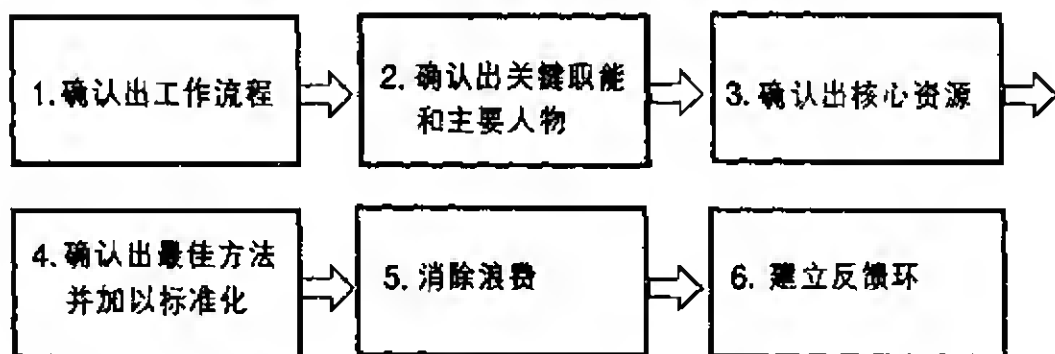 1.确认出工作流程
2. 确认出关键职能
和主要人物
3. 确认出核心资源
4.确认出最佳方法
并加以标准化
5. 消除浪费
6. 建立反馈环